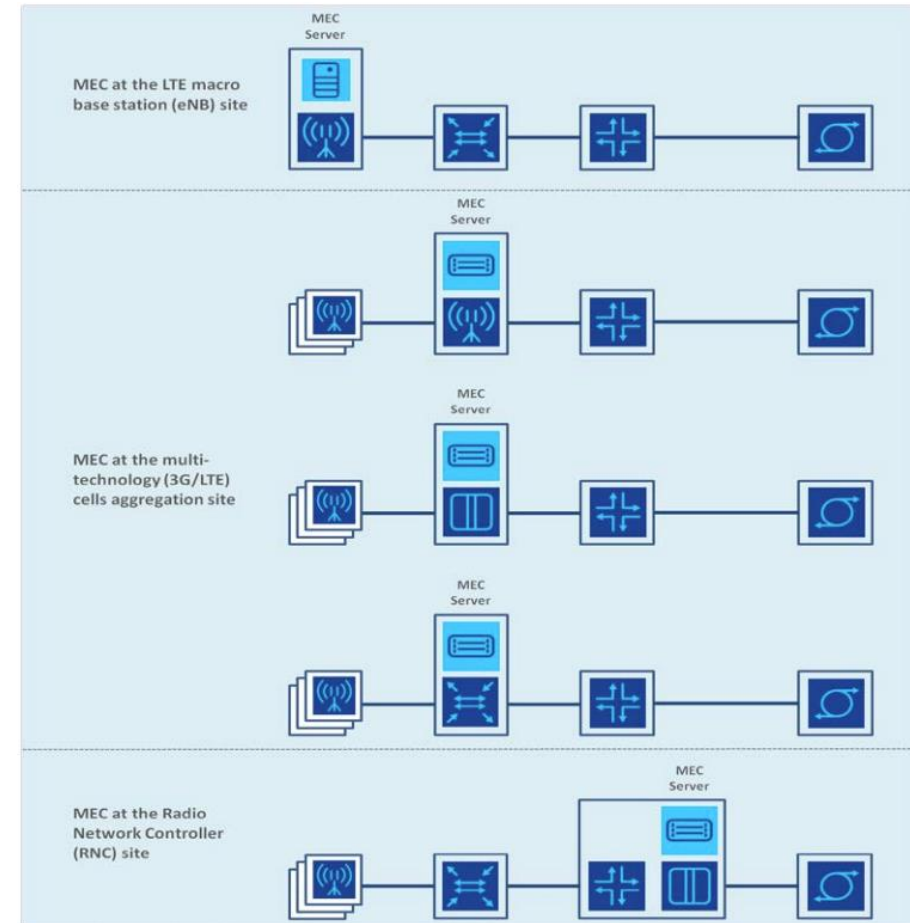 MEC
Server
MEC at the LTE macro
base station (eNB) site
MEC
Server
MEC
Server
MEC at the multi-
technology (3G/LTE)
cells aggregation site
MEC
Server
MEC
Server
MEC at the Radio
Network Controller
(RNC) site